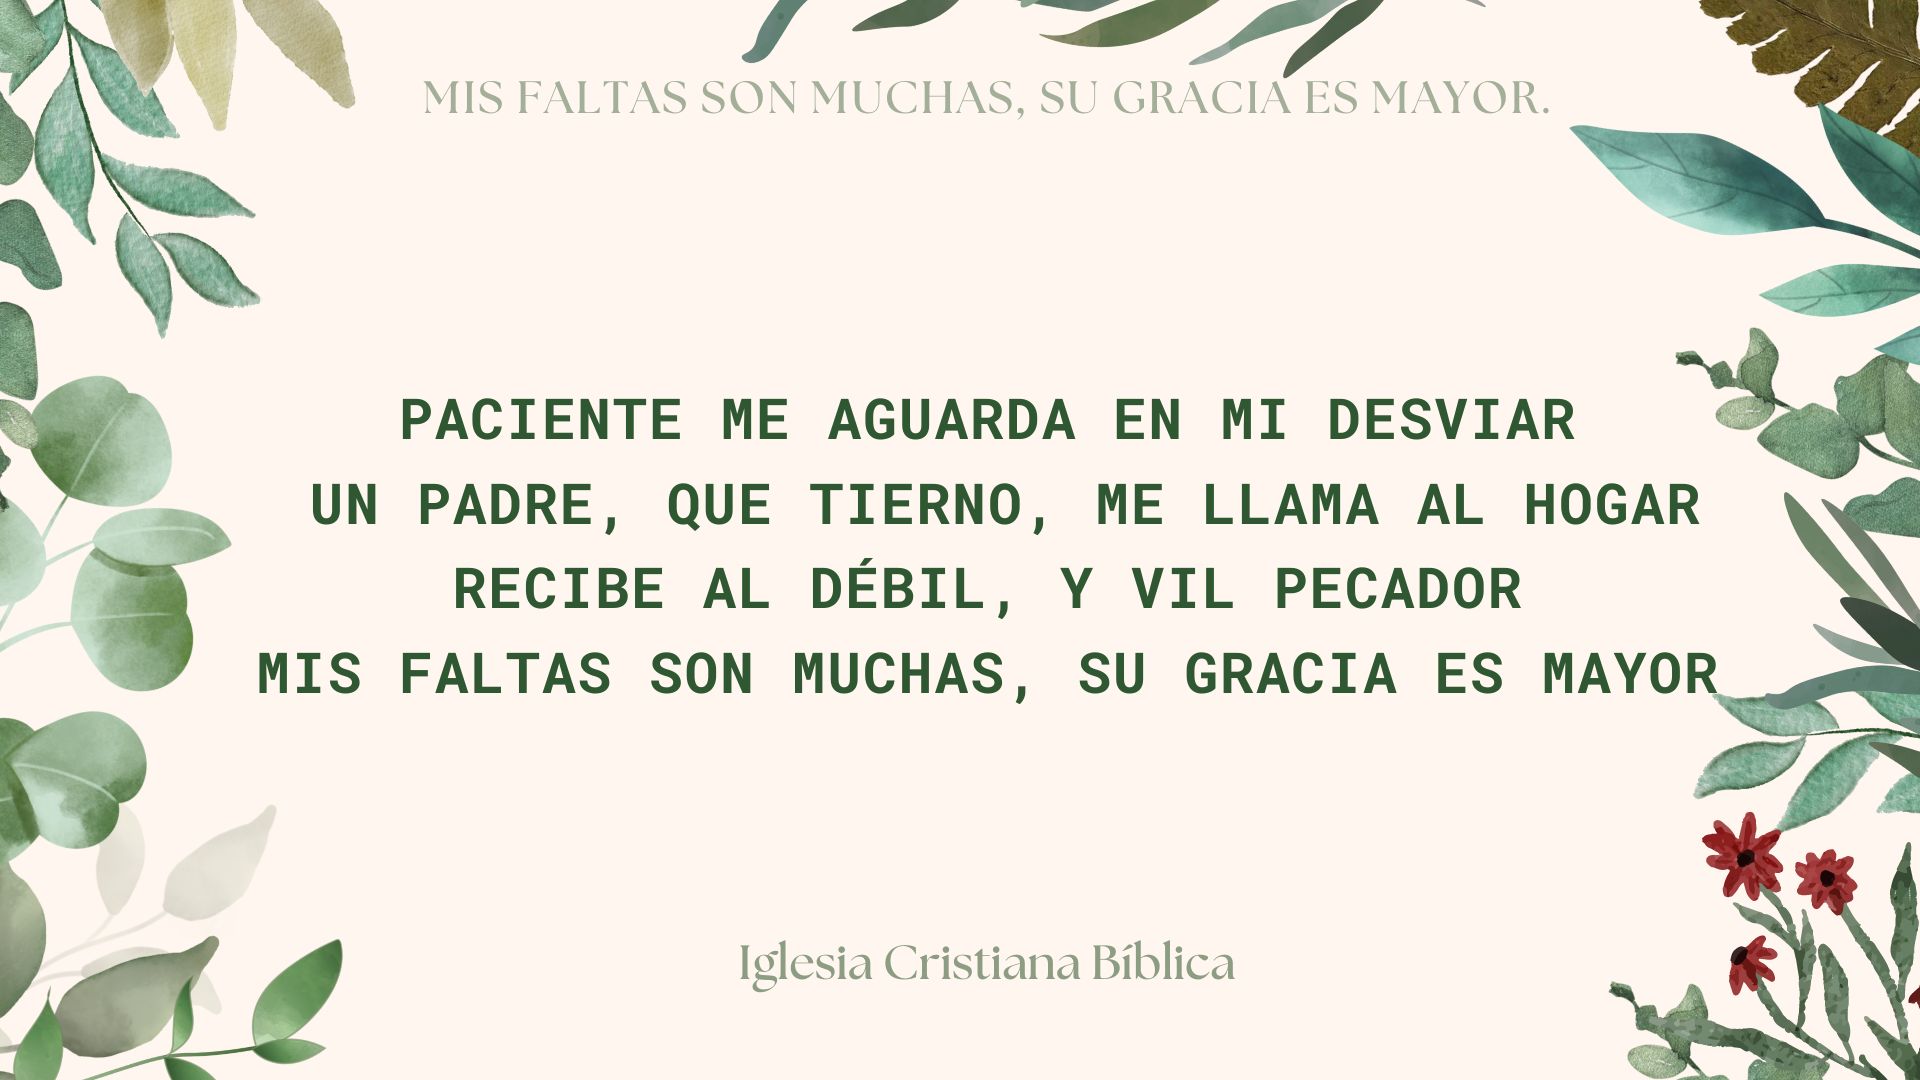 MIS FALTAS SON MUCHAS, SU GRACIA ES MAYOR.
PACIENTE ME AGUARDA EN MI DESVIAR
UN PADRE, QUE TIERNO, ME LLAMA AL HOGAR
RECIBE AL DÉBIL, Y VIL PECADOR
MIS FALTAS SON MUCHAS, SU GRACIA ES MAYOR
Iglesia Cristiana Bíblica